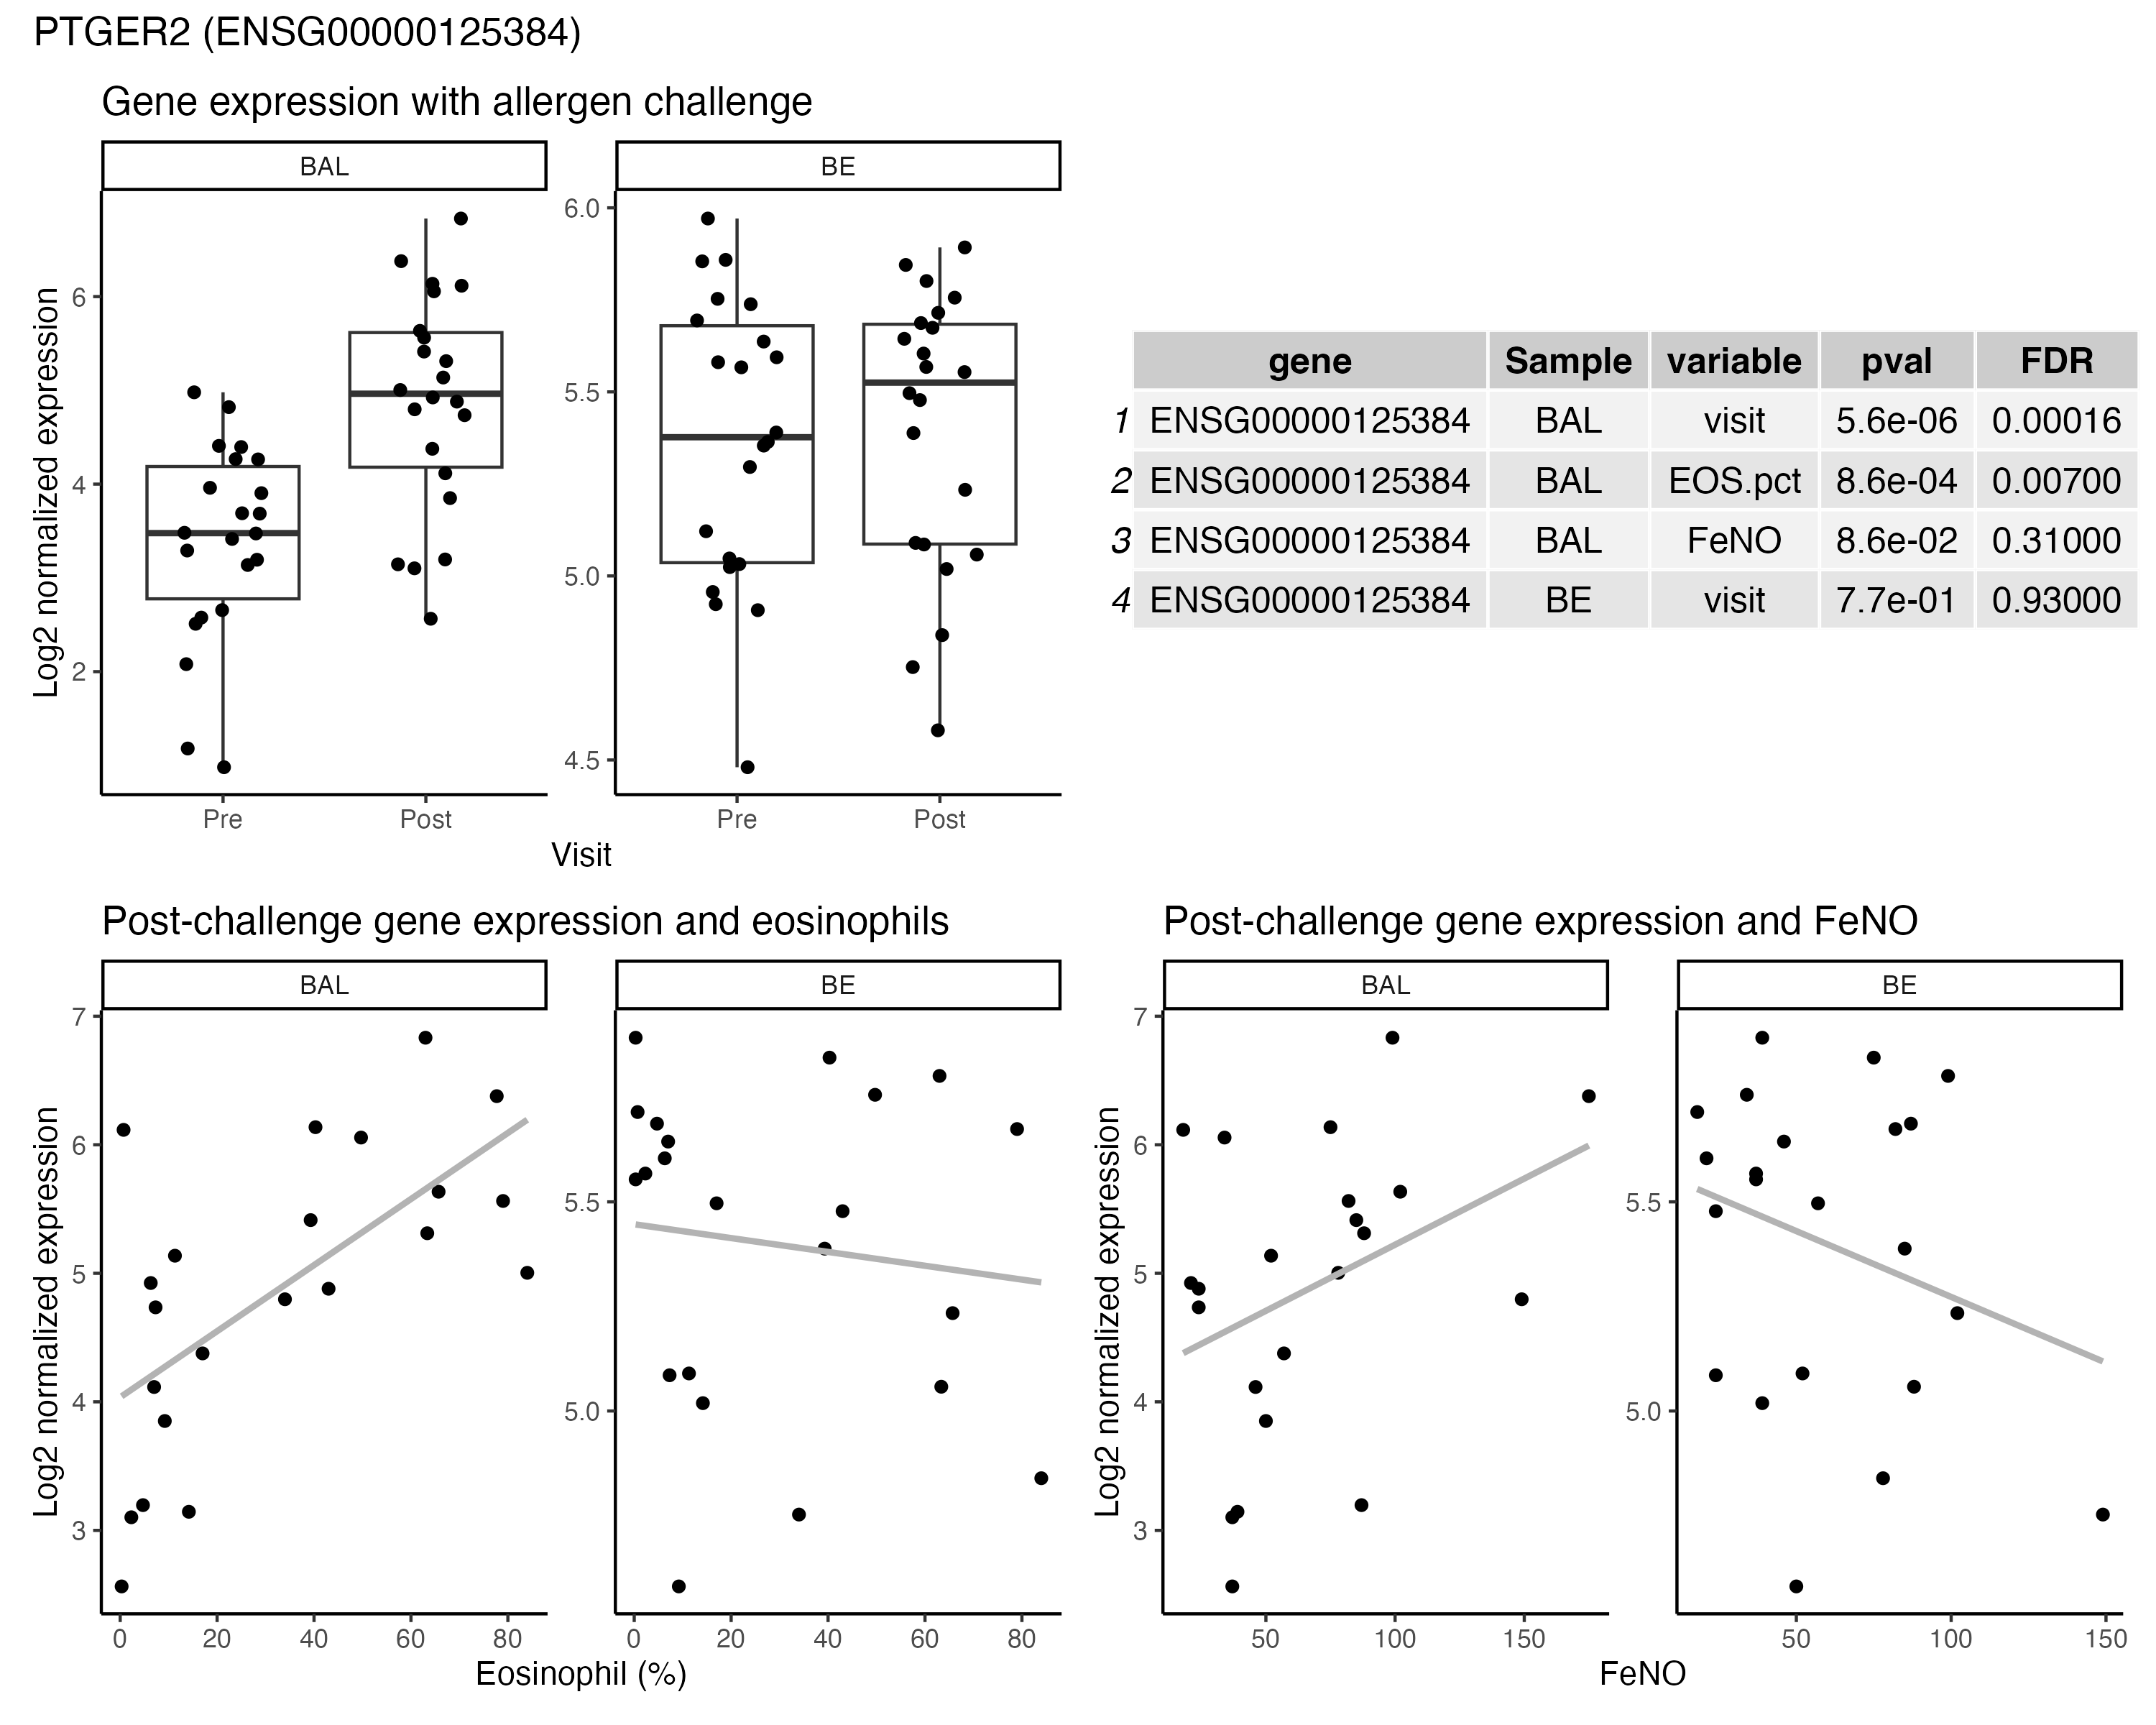 PTGER2 (ENSG00000125384)
Gene expression with allergen challenge
BAL
BE
Log2 normalized expression
6
4
2
6.0
5.5
5.0
4.5
Pre
Post
Pre
Post
Visit
gene Sample variable pval FDR
1 ENSG00000125384 BAL visit 5.6e-06 0.00016
2 ENSG00000125384 BAL EOS.pct 8.6e-04 0.00700
3 ENSG00000125384 BAL FeNO 8.6e-02 0.31000
4 ENSG00000125384 BE visit 7.7e-01 0.93000
Post-challenge gene expression and eosinophils
BAL
BE
Log2 normalized expression
7
6
5
4
3
5.5
5.0
0 20 40 60 80
0 20 40 60 80
Eosinophil (%)
Post-challenge gene expression and FeNO
BAL
BE
Log2 normalized expression
7
6
5
4
3
5.5
5.0
50 100 150
50 100 150
FeNO